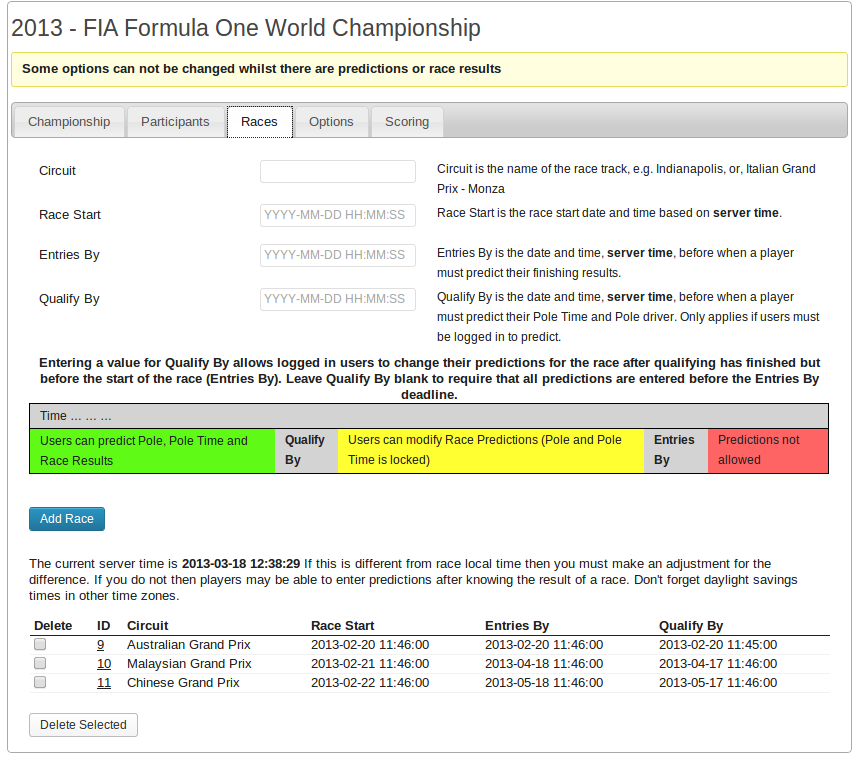 2013 - FIA Formula One World Championship
Some options can not be changed whilst there are predictions or race results
Championship Participants Races Options Scoring
Circuit
Circuit is the name of the race track, e.g. Indianapolis, or, Italian Grand
Prix - Monza
Race Start YYYY-MM-DD HH:MM:SS Race Start is the race start date and time based on server time.
Entries By YYYY-MM-DD HH:MM:SS Entries By is the date and time, server time, before when a player
must predict their finishing results.
Qualify By YYYY-MM-DD HH:MM:SS Qualify By is the date and time, server time, before when a player
must predict their Pole Time and Pole driver. Only applies if users must
be logged in to predict.
Entering a value for Qualify By allows logged in users to change their predictions for the race after qualifying has finished but
before the start of the race (Entries By). Leave Qualify By blank to require that all predictions are entered before the Entries By
deadline.
Time ... ... ...
Users can predict Pole, Pole Time and
Race Results
Qualify
By
Users can modify Race Predictions (Pole and Pole
Time is locked)
Entries
By
Predictions not
allowed
Add Race
The current server time is 2013-03-18 12:38:29 If this is different from race local time then you must make an adjustment for the
difference. If you do not then players may be able to enter predictions after knowing the result of a race. Don't forget daylight savings
times in other time zones.
Delete ID Circuit Race Start Entries By Qualify By
9 Australian Grand Prix 2013-02-20 11:46:00 2013-02-20 11:46:00 2013-02-20 11:45:00
10 Malaysian Grand Prix 2013-02-21 11:46:00 2013-04-18 11:46:00 2013-04-17 11:46:00
11 Chinese Grand Prix 2013-02-22 11:46:00 2013-05-18 11:46:00 2013-05-17 11:46:00
Delete Selected